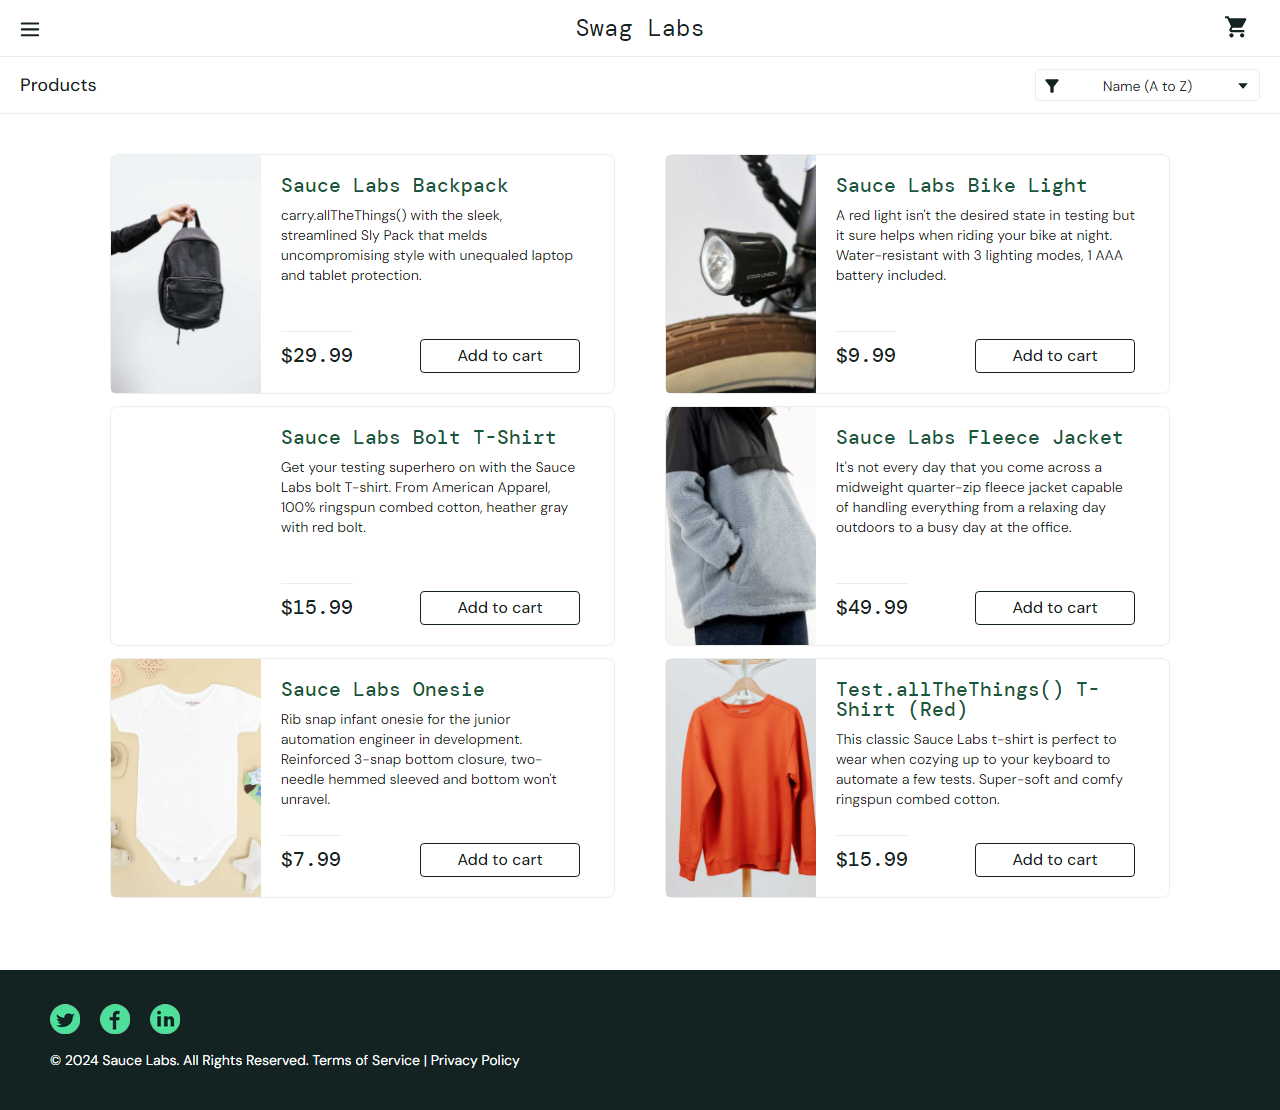 Swag Labs
Products
Name (A to Z)
Sauce Labs Backpack
carry.allTheThings() with the sleek,
streamlined Sly Pack that melds
uncompromising style with unequaled laptop
and tablet protection.
$29.99
Add to cart
Sauce Labs Bike Light
A red light isn't the desired state in testing but
it sure helps when riding your bike at night.
Water-resistant with 3 lighting modes, 1 AAA
battery included.
$9.99
Add to cart
Sauce Labs Bolt T-Shirt
Get your testing superhero on with the Sauce
Labs bolt T-shirt. From American Apparel,
100% ringspun combed cotton, heather gray
with red bolt.
$15.99
Add to cart
Sauce Labs Fleece Jacket
It's not every day that you come across a
midweight quarter-zip fleece jacket capable
of handling everything from a relaxing day
outdoors to a busy day at the office.
$49.99
Add to cart
Sauce Labs Onesie
Rib snap infant onesie for the junior
automation engineer in development.
Reinforced 3-snap bottom closure, two-
needle hemmed sleeved and bottom won't
unravel.
$7.99
Add to cart
Test.allTheThings() T-
Shirt (Red)
This classic Sauce Labs t-shirt is perfect to
wear when cozying up to your keyboard to
automate a few tests. Super-soft and comfy
ringspun combed cotton.
$15.99
Add to cart
© 2024 Sauce Labs. All Rights Reserved. Terms of Service | Privacy Policy